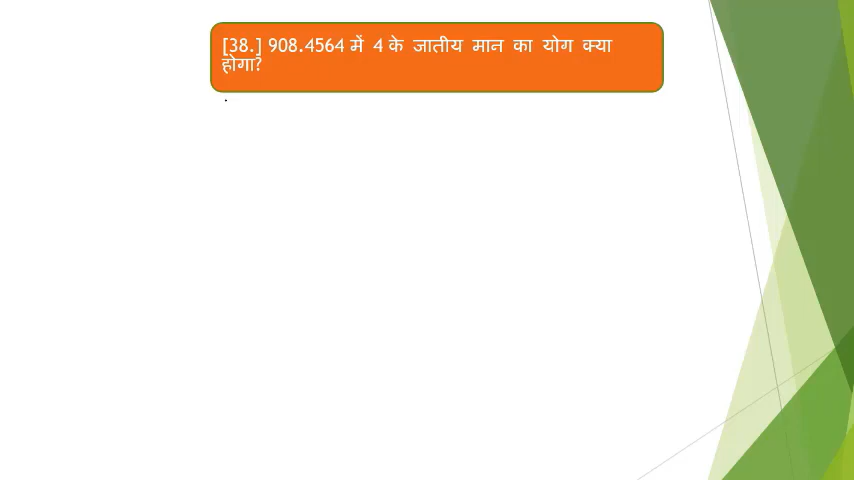 [38.] 908.4564 में 4 के जातीय मान का योग क्या
होगा?
.